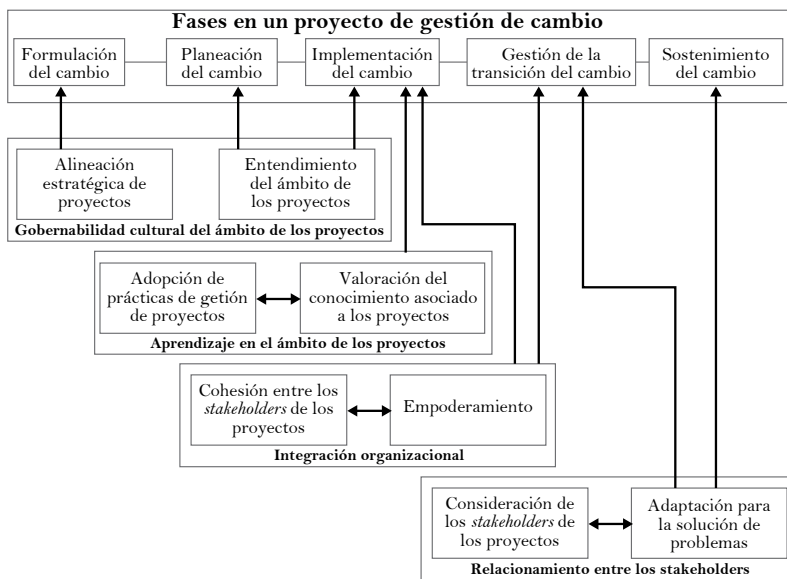 Fases en un proyecto de gestión de cambio
Formulación
del cambio
Planeación
del cambio
Implementación
del cambio
Gestión de la
transición del cambio
Sostenimiento
del cambio
Alineación
estratégica de
proyectos
Entendimiento
del ámbito de
los proyectos
Gobernabilidad cultural del ámbito de los proyectos
Adopción de
prácticas de getión
de proyectos
Valoración del
conocimiento asociado
a los proyectos
Aprendizaje en el ámbito de los proyectos
Cohesión entre los
stakeholders de los
proyectos
Empoderamiento
Integración organizacional
Consideración de
los stakeholders de
los proyectos
Adaptación para
la solución de
problemas
Relacionamiento entre los stakeholders